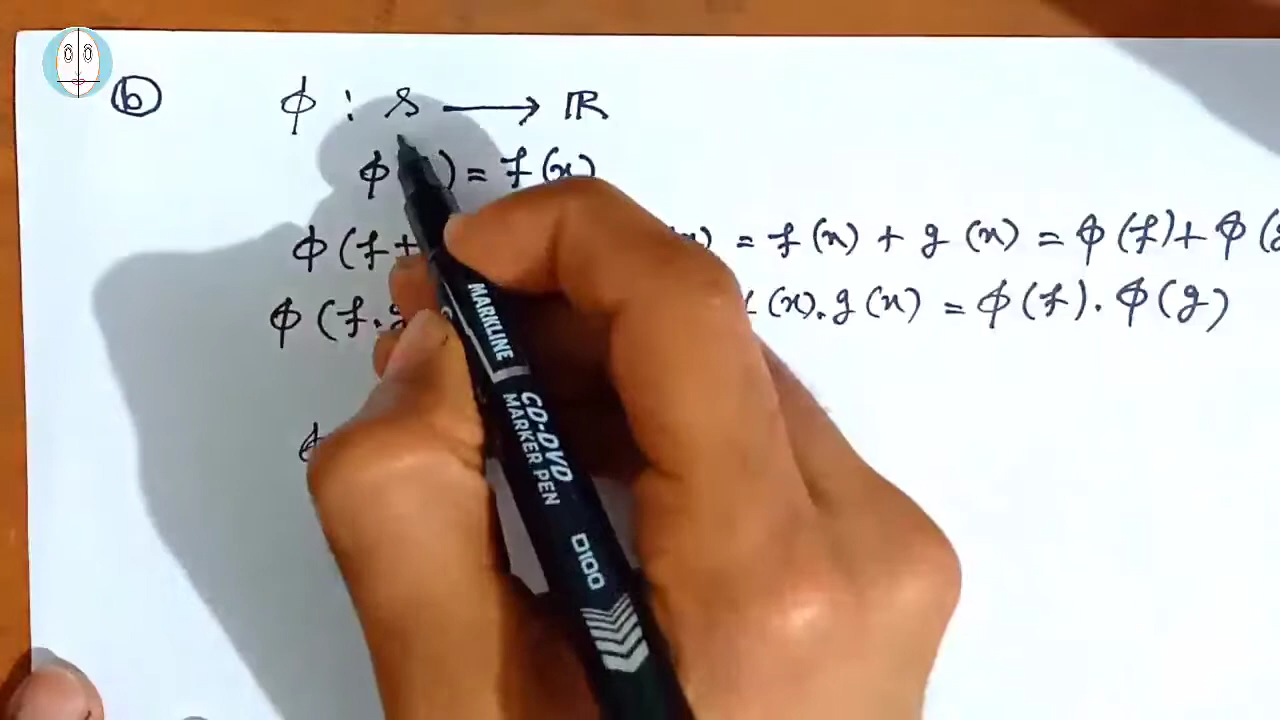 b φ : S → ℝ
φ( ) = f(x)
φ(f+ ) = f(x) + g(x) = φ(f) + φ(
φ(f. (x).g(x) = φ(f).φ(g)
φ
MARKLINE
CD-DVD
MARKER PEN
D100